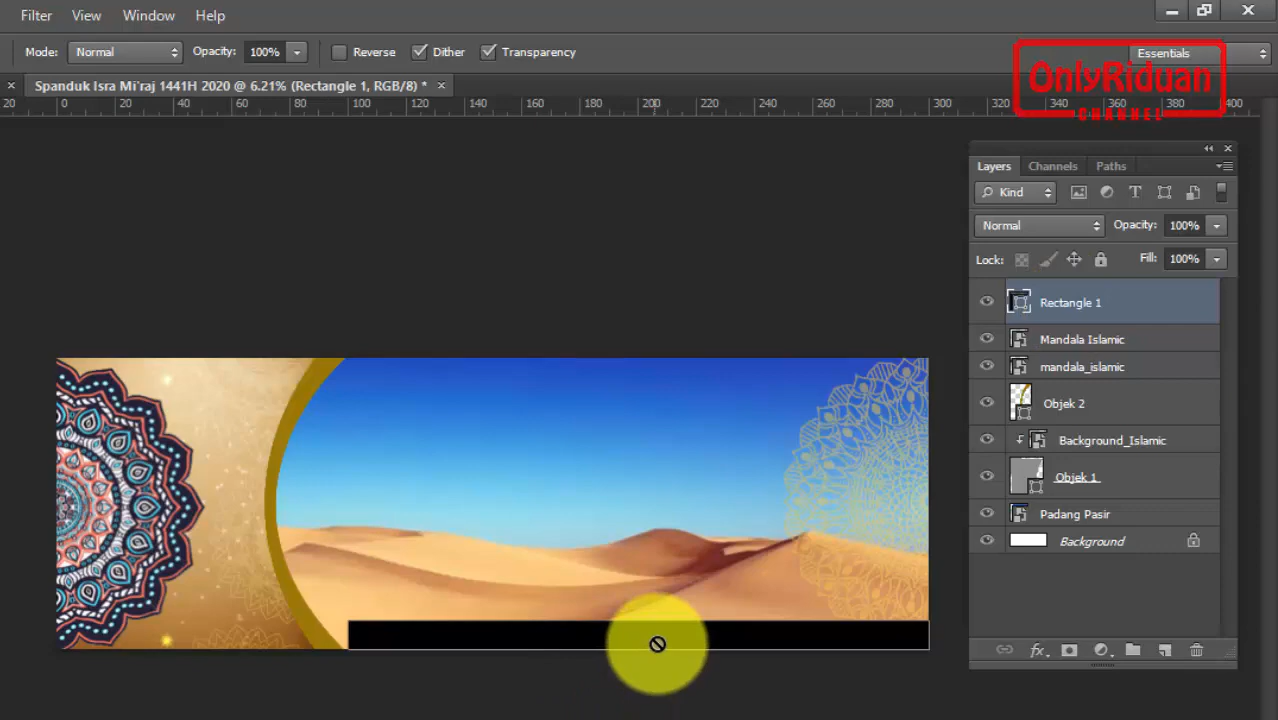 Filter View Window Help
Mode: Normal Opacity: 100% Reverse Dither Transparency Essentials
OnlyRiduan
CHANNEL
Spanduk Isra Mi'raj 1441H 2020 @ 6.21% (Rectangle 1, RGB/8) *
20 0 20 40 60 80 100 120 140 160 180 200 220 240 260 280 300 320 340 360 380 400
Layers Channels Paths
Kind
Normal Opacity: 100%
Lock: Fill: 100%
Rectangle 1
Mandala Islamic
mandala_islamic
Objek 2
Background_Islamic
Objek 1
Padang Pasir
Background
fx